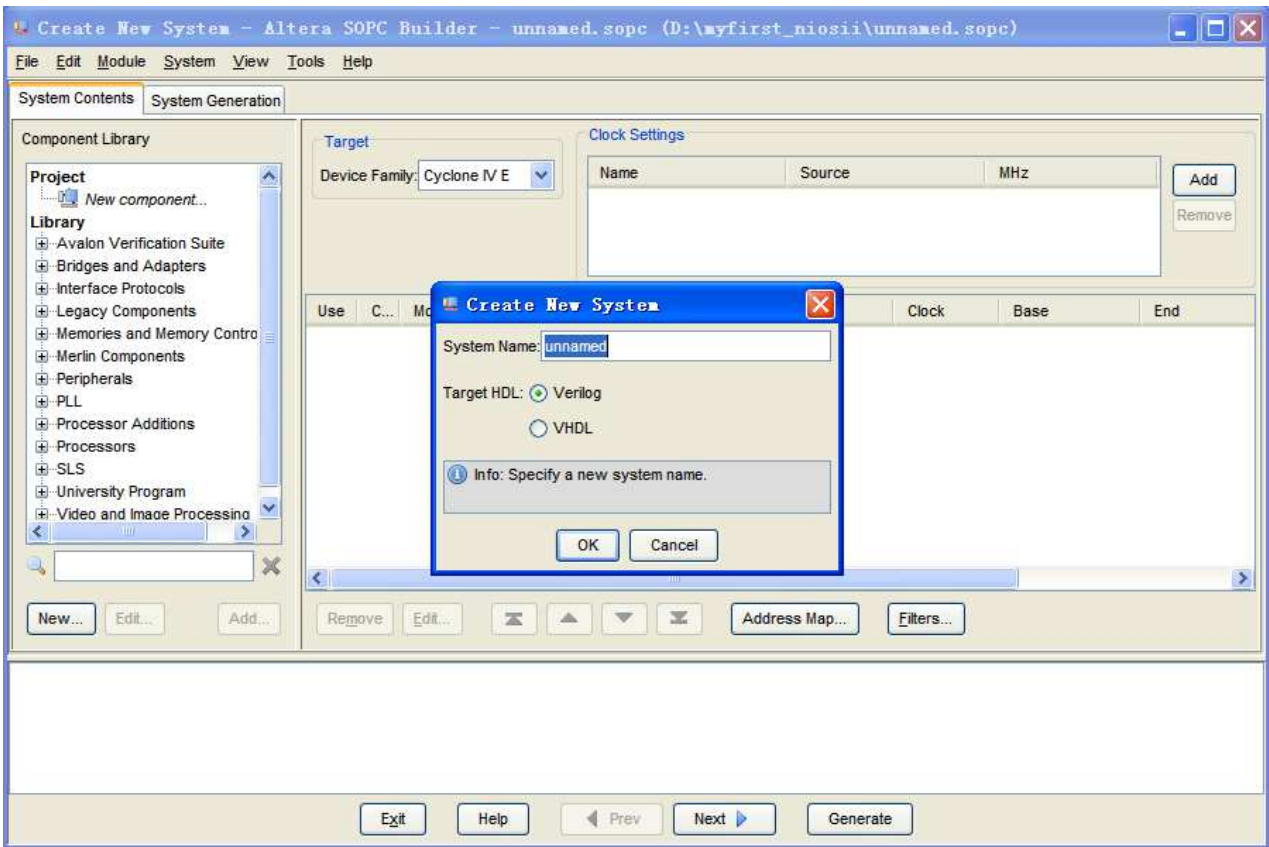 Create New System - Altera SOPC Builder - unnamed.sopc (D:\myfirst_niosii\unnamed.sopc)
File Edit Module System View Tools Help
System Contents System Generation
Component Library
Project
New component...
Library
Avalon Verification Suite
Bridges and Adapters
Interface Protocols
Legacy Components
Memories and Memory Contro
Merlin Components
Peripherals
PLL
Processor Additions
Processors
SLS
University Program
Video and Image Processing
New... Edit... Add...
Target
Device Family: Cyclone IV E
Clock Settings
Name Source MHz
Add
Remove
Use C... Mo Clock Base End
Create New System
System Name: unnamed
Target HDL: Verilog
VHDL
Info: Specify a new system name.
OK Cancel
Remove Edit... Address Map... Filters...
Exit Help Prev Next Generate